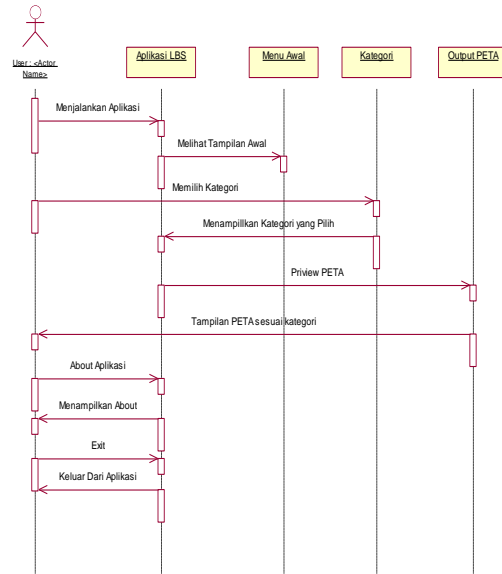 User : <Actor
Name>
Aplikasi LBS
Menu Awal
Kategori
Output PETA
Menjalankan Aplikasi
Melihat Tampilan Awal
Memilih Kategori
Menampillkan Kategori yang Pilih
Priview PETA
Tampilan PETA sesuai kategori
About Aplikasi
Menampilkan About
Exit
Keluar Dari Aplikasi